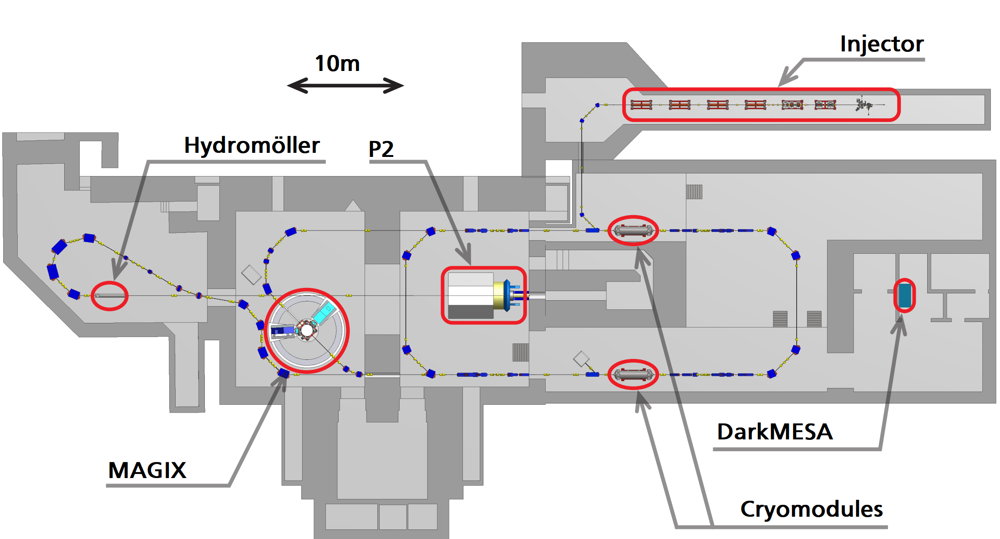 Injector
10m
Hydromöller
P2
DarkMESA
MAGIX
Cryomodules